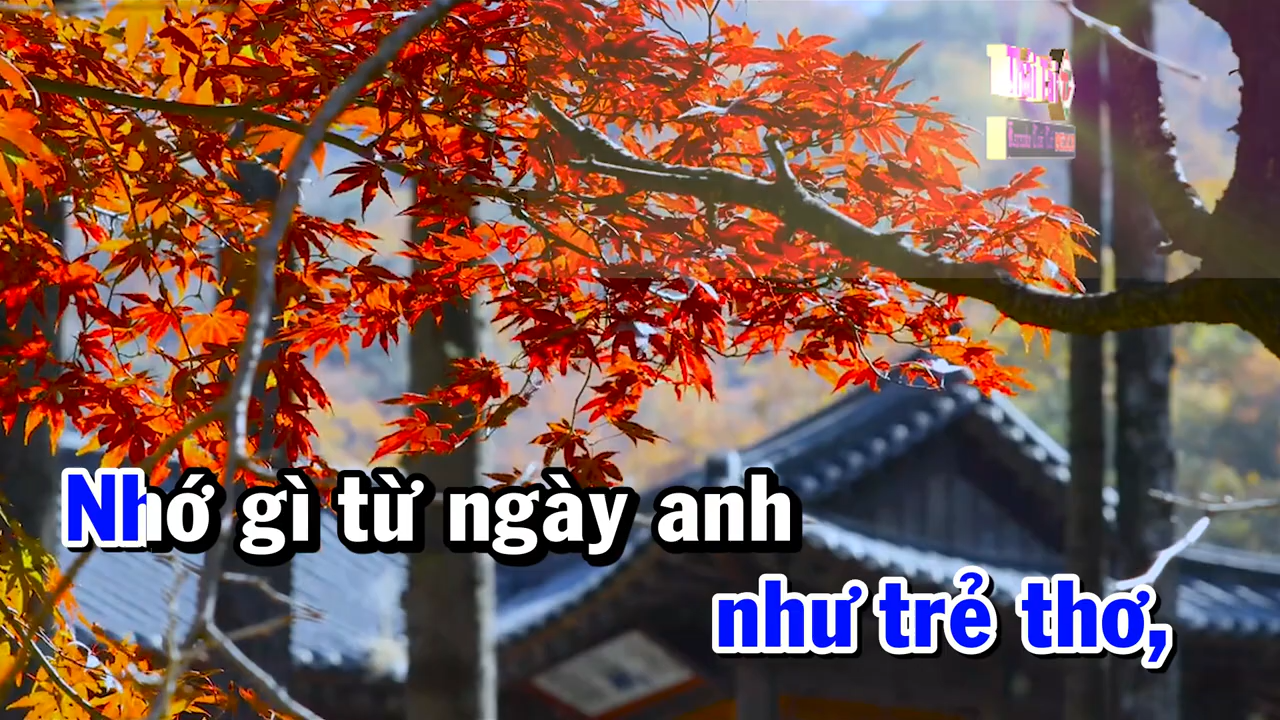 Nhớ gì từ ngày anh
như trẻ thơ,